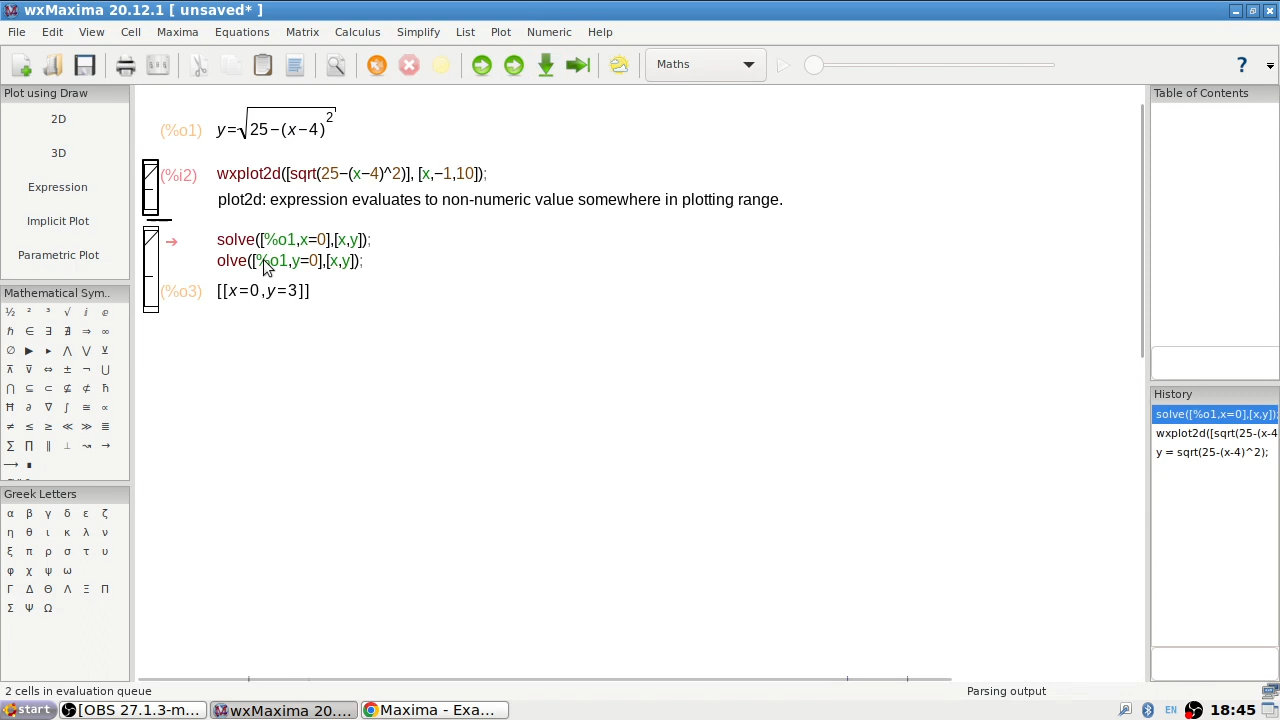 wxMaxima 20.12.1 [ unsaved* ]
File Edit View Cell Maxima Equations Matrix Calculus Simplify List Plot Numeric Help
Maths
?
Plot using Draw
2D
3D
Expression
Implicit Plot
Parametric Plot
Mathematical Sym..
½ ² ³ √ ⅈ ⅇ
ℏ ∈ ∃ ∄ ⇒ ∞
∅ ▶ ▸ ⋀ ⋁ ⊻
⊼ ⊽ ⇔ ± ¬ ⋃
⋂ ⊆ ⊂ ⊈ ⊄ ħ
Ħ ∂ ∇ ∫ ≅ ∝
≠ ≤ ≥ ≪ ≫ ≣
∑ ∏ ∥ ⟂ ↝ →
⟶ ∎
Greek Letters
α β γ δ ε ζ
η θ ι κ λ ν
ξ π ρ σ τ υ
φ χ ψ ω
Γ Δ Θ Λ Ξ Π
Σ Ψ Ω
(%o1) y=√25−(x−4)²
(%i2) wxplot2d([sqrt(25−(x−4)^2)], [x,−1,10]);
plot2d: expression evaluates to non-numeric value somewhere in plotting range.
➔ solve([%o1,x=0],[x,y]);
olve([%o1,y=0],[x,y]);
(%o3) [[x=0,y=3]]
Table of Contents
History
solve([%o1,x=0],[x,y]);
wxplot2d([sqrt(25-(x-4
y = sqrt(25-(x-4)^2);
2 cells in evaluation queue
Parsing output
start
[OBS 27.1.3-m...
wxMaxima 20....
Maxima - Exa...
EN
18:45